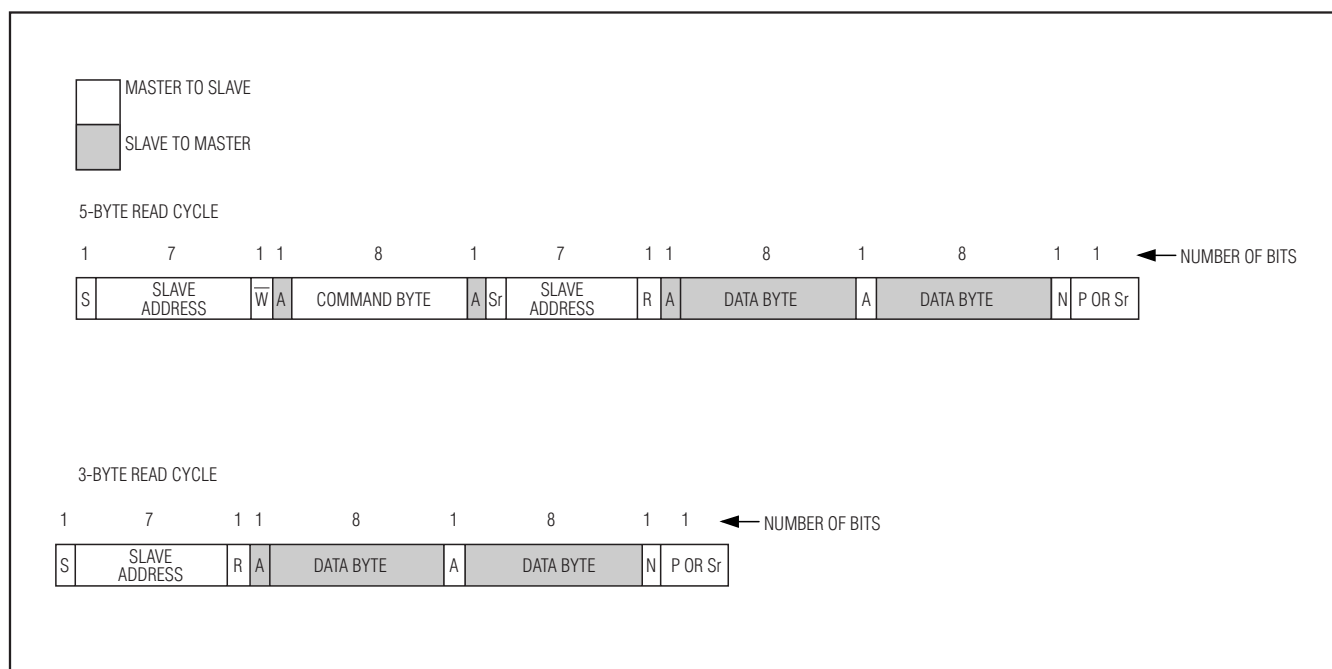 MASTER TO SLAVE
SLAVE TO MASTER
5-BYTE READ CYCLE
1 7 1 1 8 1 7 1 1 8 1 8 1 1 NUMBER OF BITS
S SLAVE ADDRESS W̅ A COMMAND BYTE A Sr SLAVE ADDRESS R A DATA BYTE A DATA BYTE N P OR Sr
3-BYTE READ CYCLE
1 7 1 1 8 1 8 1 1 NUMBER OF BITS
S SLAVE ADDRESS R A DATA BYTE A DATA BYTE N P OR Sr